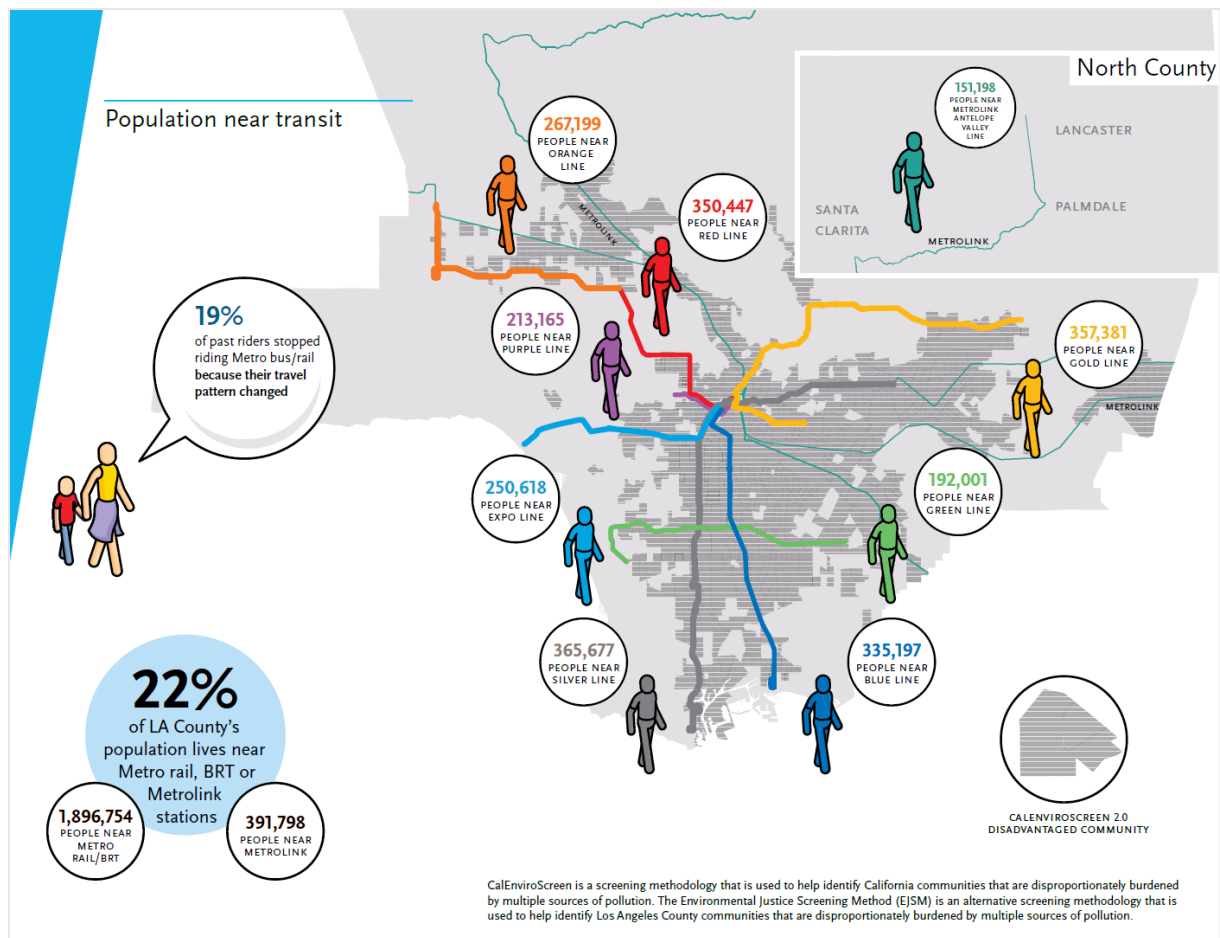 Population near transit
North County
267,199
PEOPLE NEAR
ORANGE
LINE
METROLINK
350,447
PEOPLE NEAR
RED LINE
151,198
PEOPLE NEAR
METROLINK
ANTELOPE
VALLEY
LINE
LANCASTER
PALMDALE
SANTA
CLARITA
METROLINK
19%
of past riders stopped
riding Metro bus/rail
because their travel
pattern changed
213,165
PEOPLE NEAR
PURPLE LINE
357,381
PEOPLE NEAR
GOLD LINE
METROLINK
250,618
PEOPLE NEAR
EXPO LINE
192,001
PEOPLE NEAR
GREEN LINE
365,677
PEOPLE NEAR
SILVER LINE
335,197
PEOPLE NEAR
BLUE LINE
22%
of LA County's
population lives near
Metro rail, BRT or
Metrolink
stations
1,896,754
PEOPLE NEAR
METRO
RAIL/BRT
391,798
PEOPLE NEAR
METROLINK
CALENVIROSCREEN 2.0
DISADVANTAGED COMMUNITY
CalEnviroScreen is a screening methodology that is used to help identify California communities that are disproportionately burdened
by multiple sources of pollution. The Environmental Justice Screening Method (EJSM) is an alternative screening methodology that is
used to help identify Los Angeles County communities that are disproportionately burdened by multiple sources of pollution.